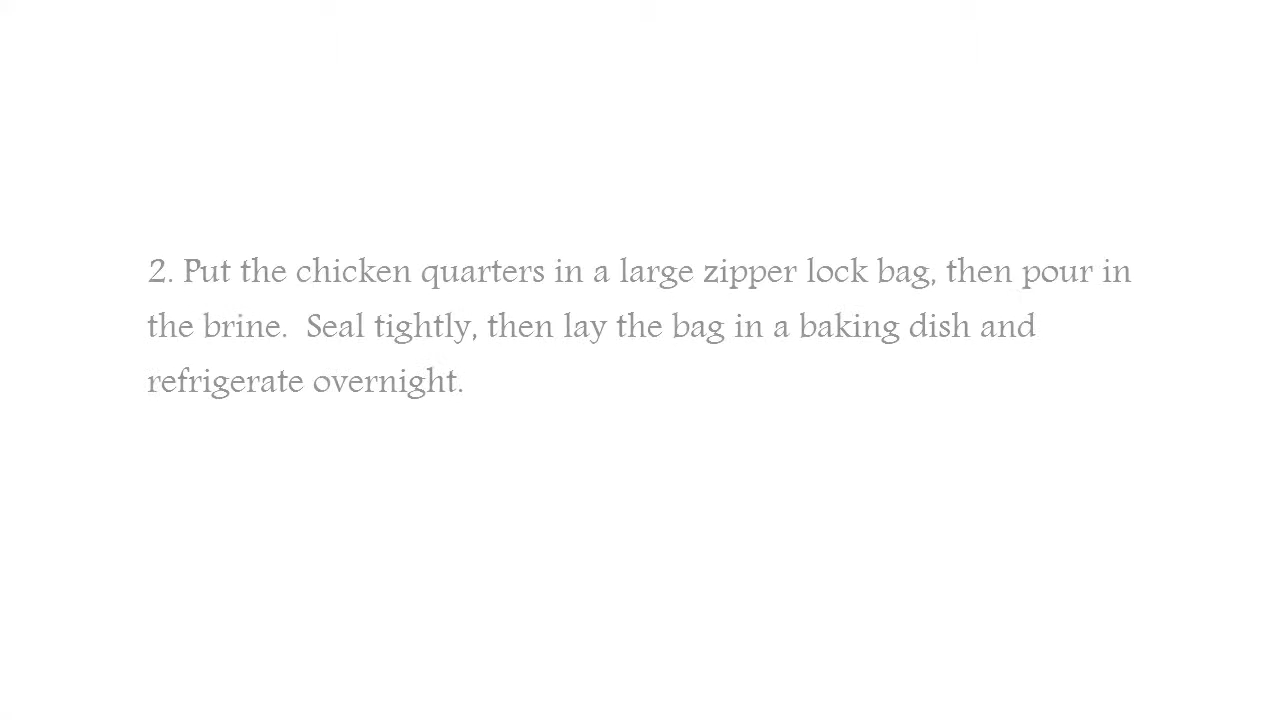 2. Put the chicken quarters in a large zipper lock bag, then pour in
the brine.  Seal tightly, then lay the bag in a baking dish and
refrigerate overnight.